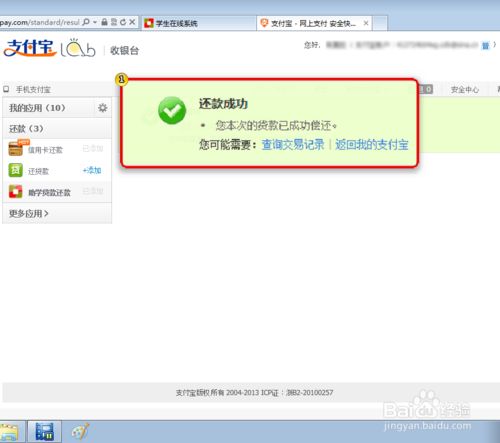 pay.com/standard/resul
学生在线系统
支付宝 - 网上支付 安全快...
支付宝 Lab 收银台
您好,
手机支付宝
0 安全中心
我的应用 (10)
还款 (3)
信用卡还款 已添加
还贷款 +添加
助学贷款还款 已添加
更多应用>
1
还款成功
您本次的贷款已成功偿还。
您可能需要: 查询交易记录 | 返回我的支付宝
支付宝版权所有 2004-2013 ICP证: 浙B2-20100257
Baidu 经验
jingyan.baidu.com